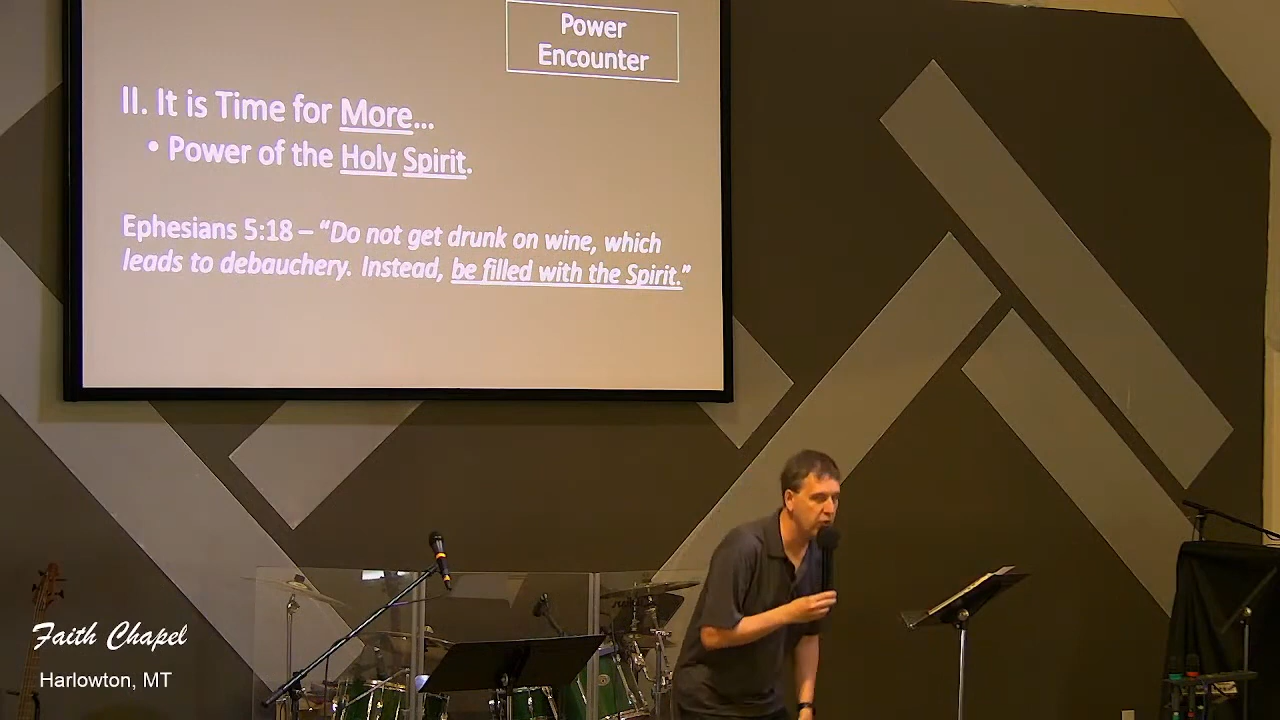 Power
Encounter
II. It is Time for More...
• Power of the Holy Spirit.
Ephesians 5:18 – “Do not get drunk on wine, which
leads to debauchery. Instead, be filled with the Spirit.”
Faith Chapel
Harlowton, MT